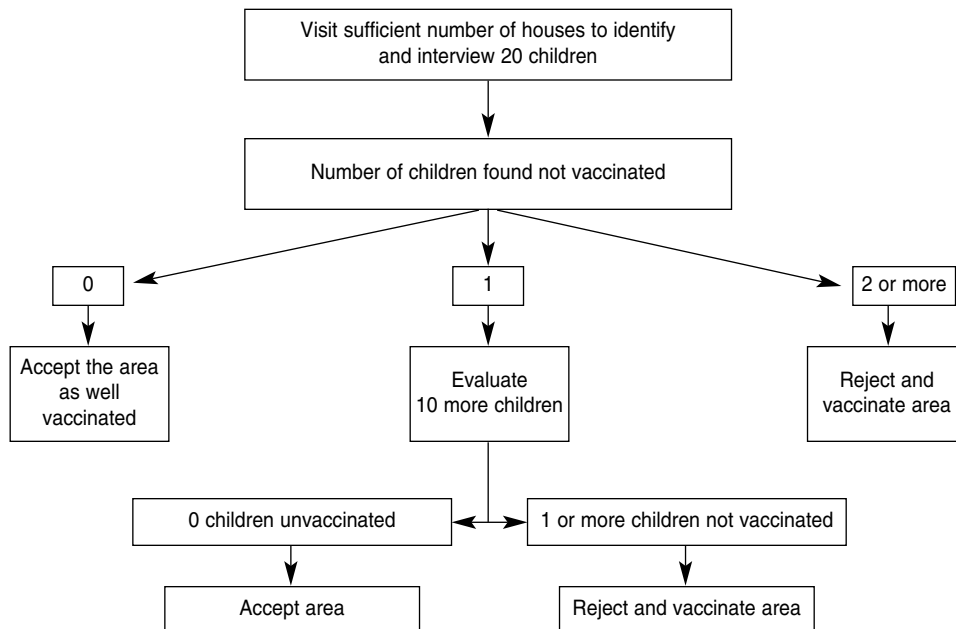 Visit sufficient number of houses to identify
and interview 20 children
Number of children found not vaccinated
0
1
2 or more
Accept the area
as well
vaccinated
Evaluate
10 more children
Reject and
vaccinate area
0 children unvaccinated
1 or more children not vaccinated
Accept area
Reject and vaccinate area